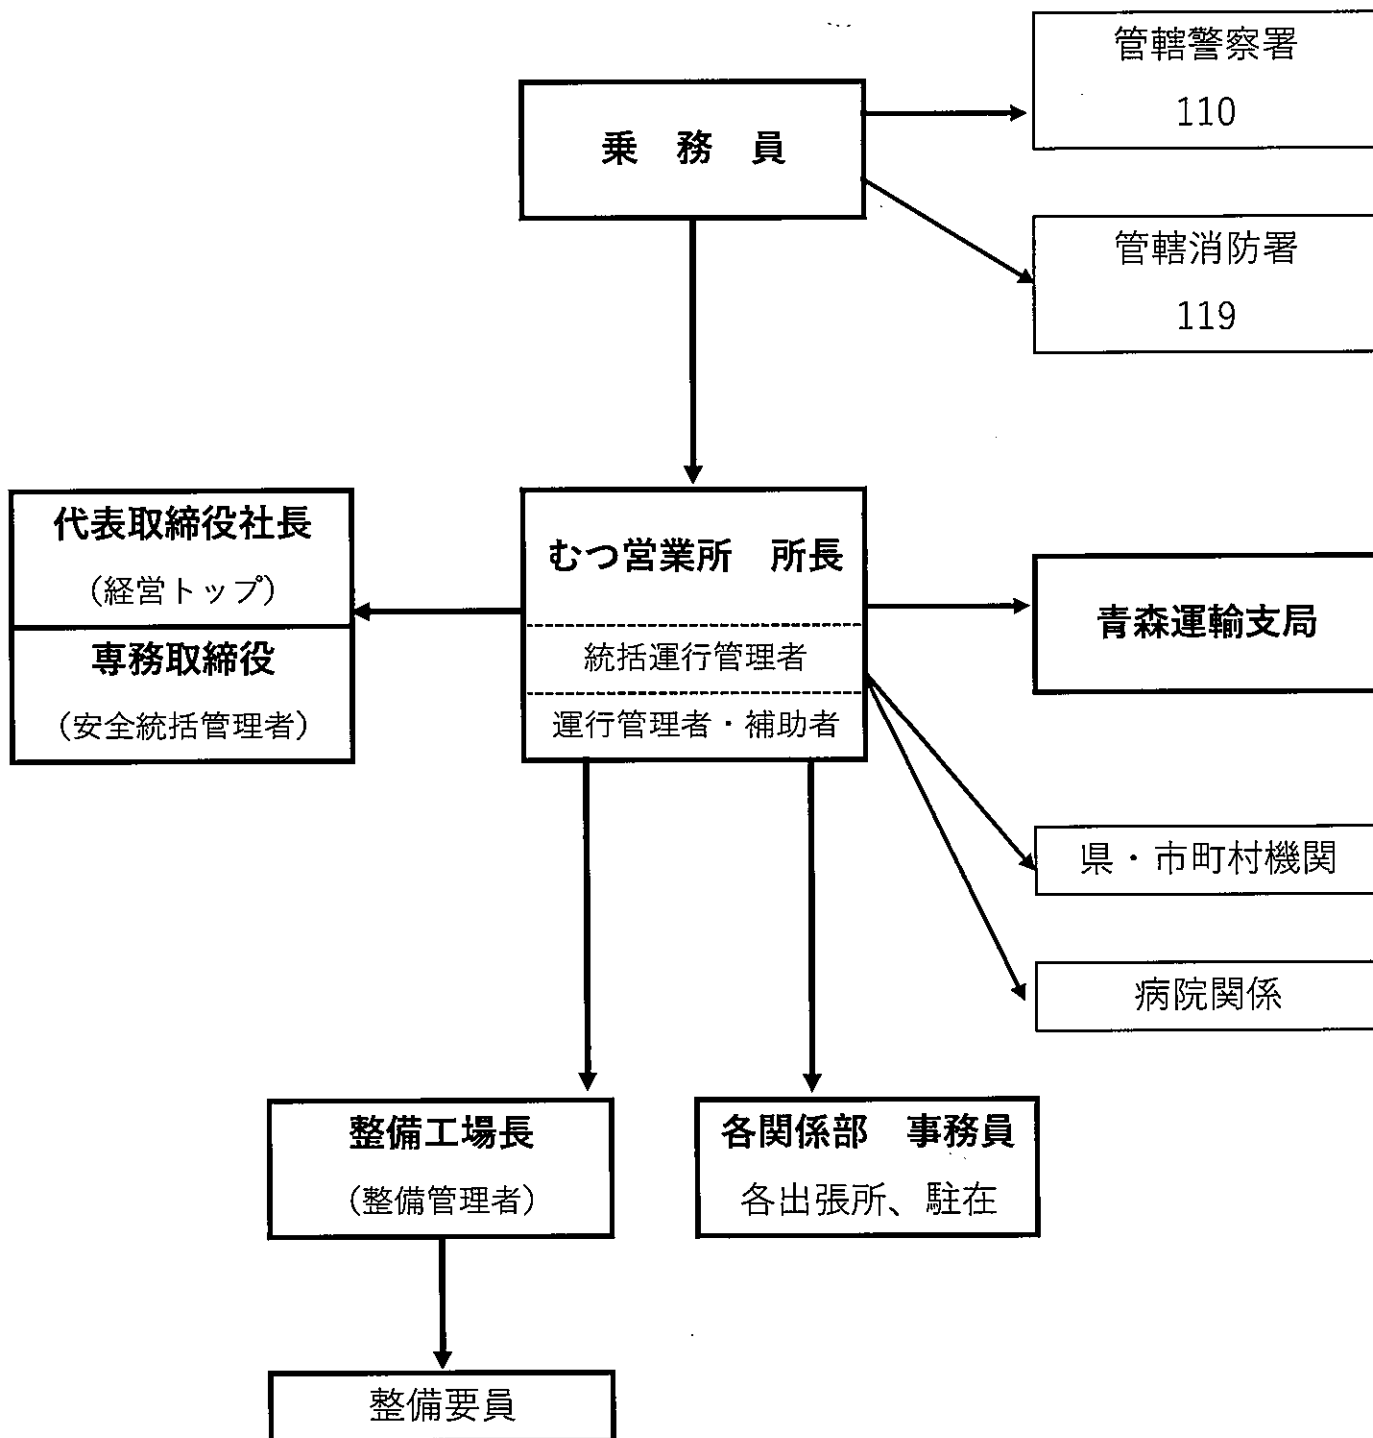 管轄警察署
110
乗　務　員
管轄消防署
119
代表取締役社長
（経営トップ）
専務取締役
（安全統括管理者）
むつ営業所　所長
統括運行管理者
運行管理者・補助者
青森運輸支局
県・市町村機関
病院関係
整備工場長
（整備管理者）
各関係部　事務員
各出張所、駐在
整備要員